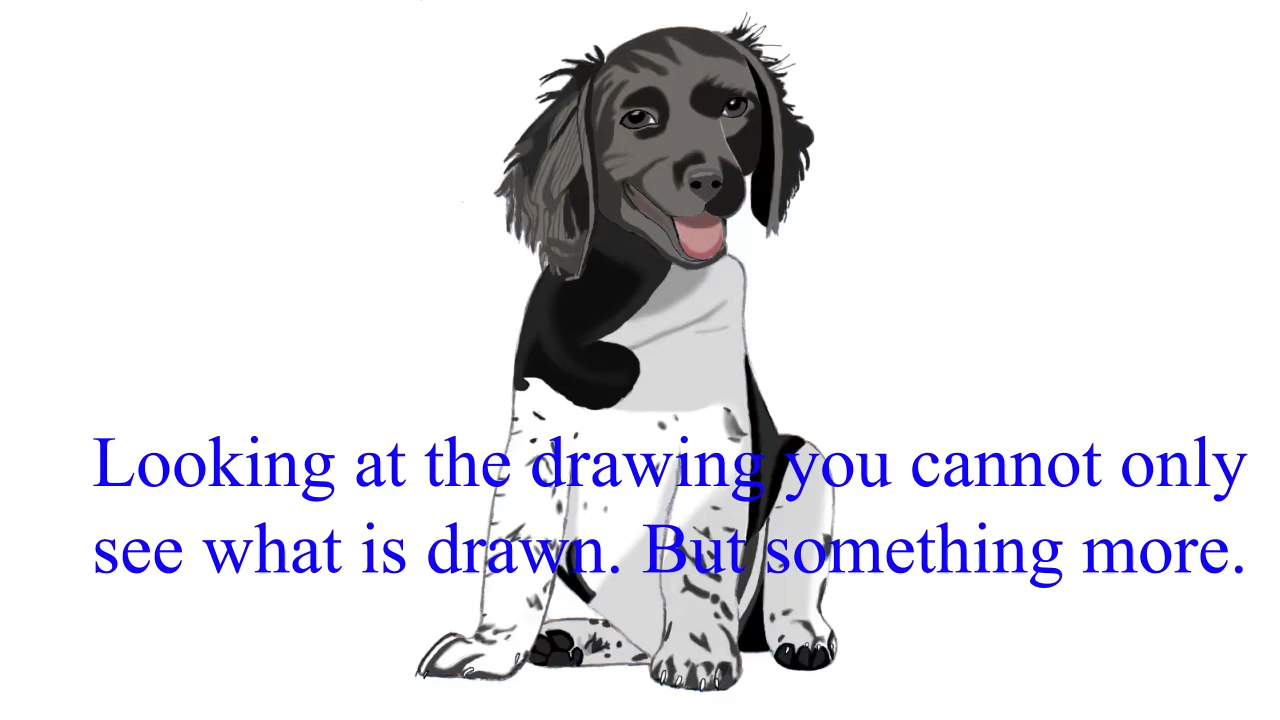 Looking at the drawing you cannot only
see what is drawn. But something more.